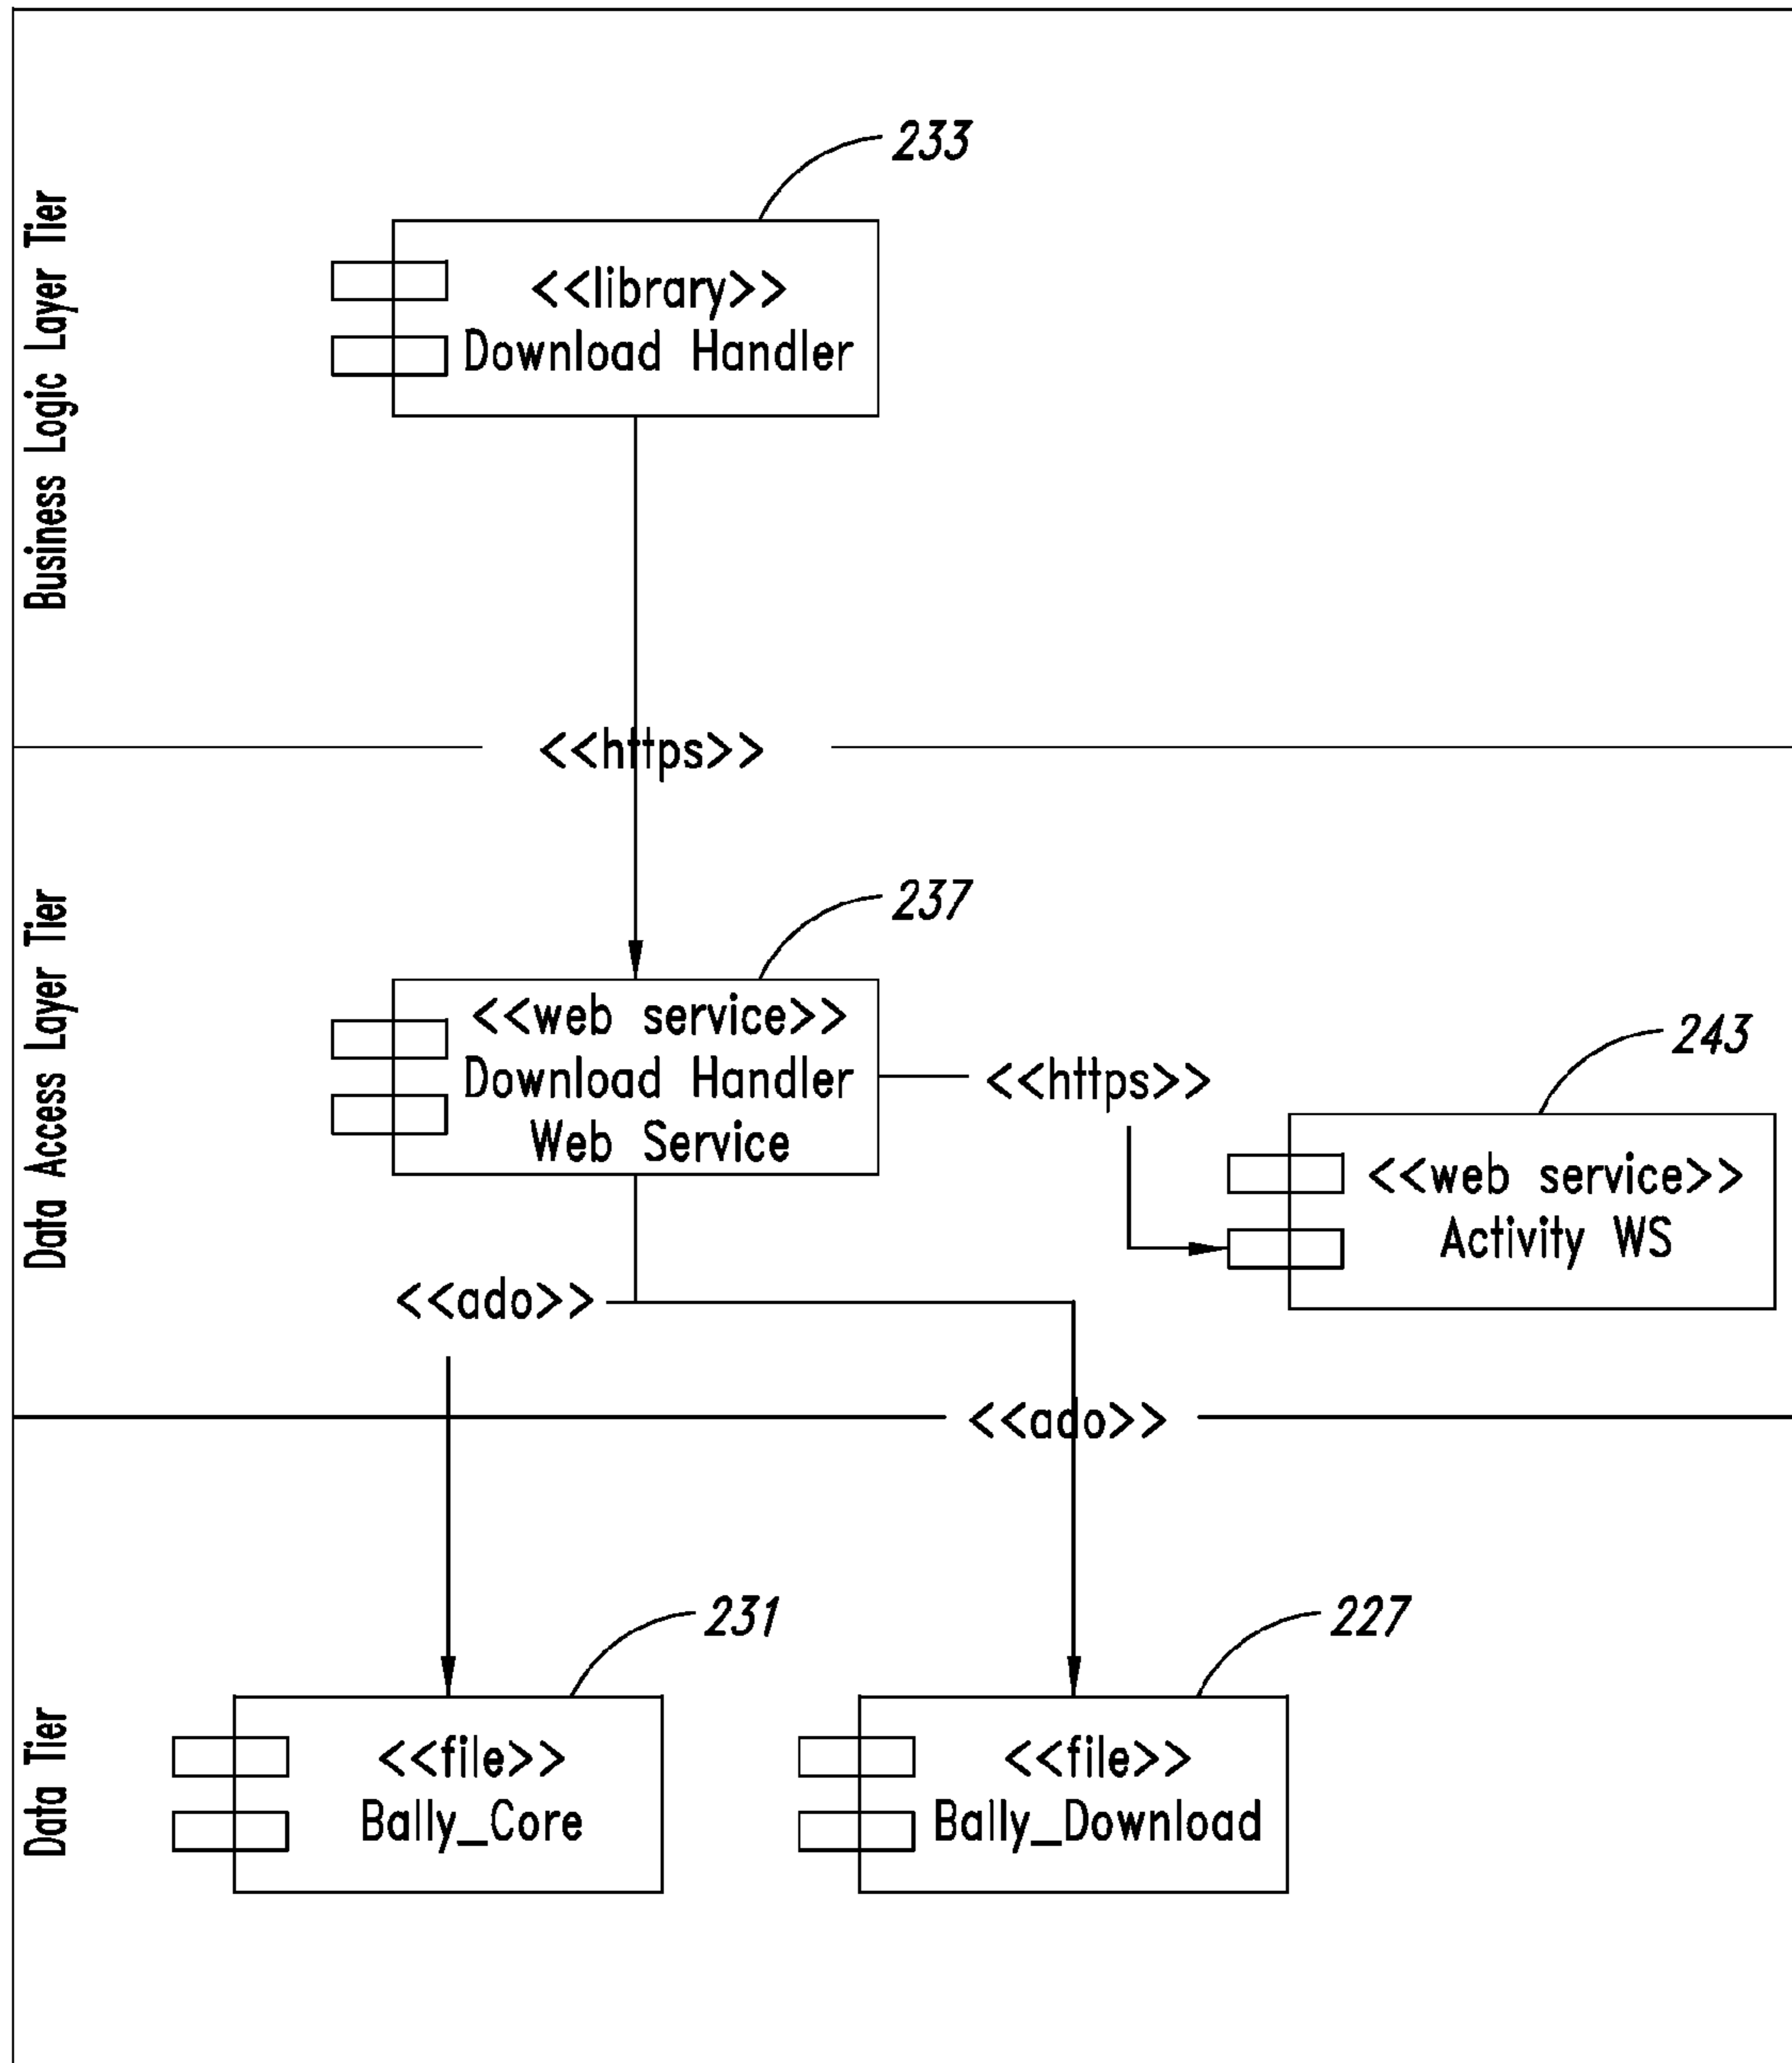 Business Logic Layer Tier
233
<<library>>
Download Handler
<<https>>
Data Access Layer Tier
237
<<web service>>
Download Handler
Web Service
<<https>>
243
<<web service>>
Activity WS
<<ado>>
<<ado>>
Data Tier
231
<<file>>
Bally_Core
227
<<file>>
Bally_Download